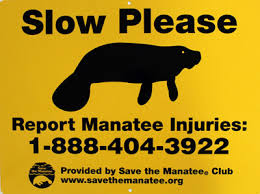 Slow Please
Report Manatee Injuries:
1-888-404-3922
Provided by Save the Manatee® Club
www.savethemanatee.org